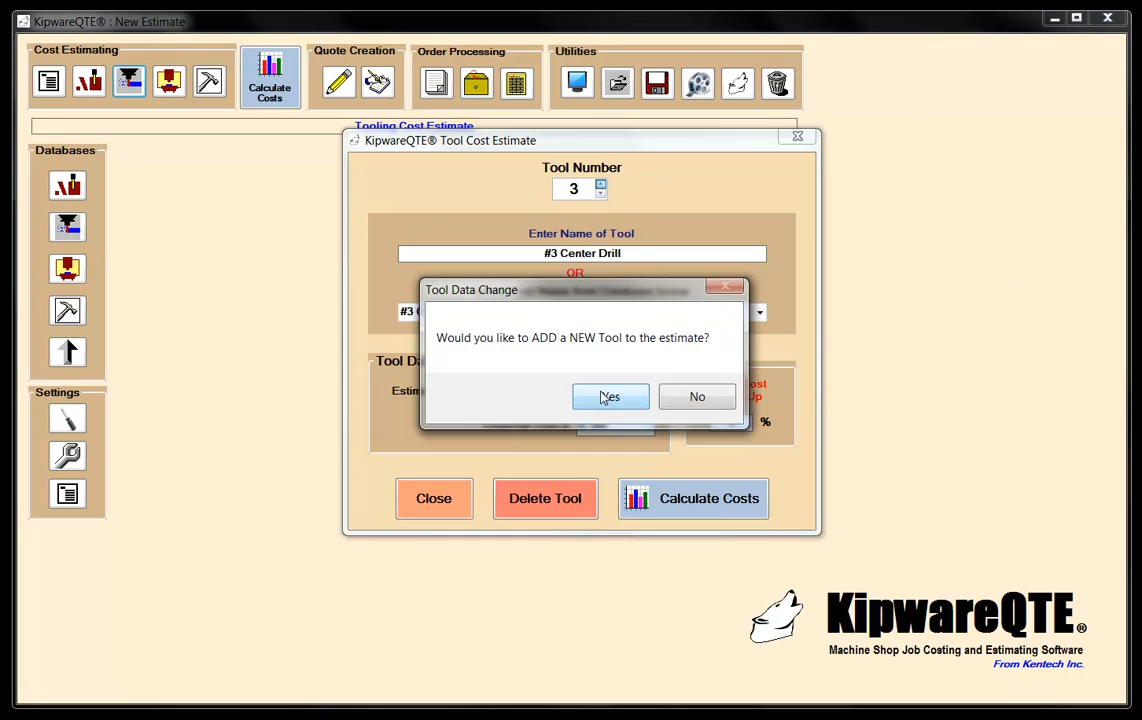 KipwareQTE® : New Estimate
Cost Estimating
Quote Creation
Order Processing
Utilities
Calculate
Costs
Tooling Cost Estimate
Databases
Settings
KipwareQTE® Tool Cost Estimate
Tool Number
3
Enter Name of Tool
#3 Center Drill
OR
#3
Tool Data Change
Would you like to ADD a NEW Tool to the estimate?
Yes
No
%
Close
Delete Tool
Calculate Costs
KipwareQTE®
Machine Shop Job Costing and Estimating Software
From Kentech Inc.